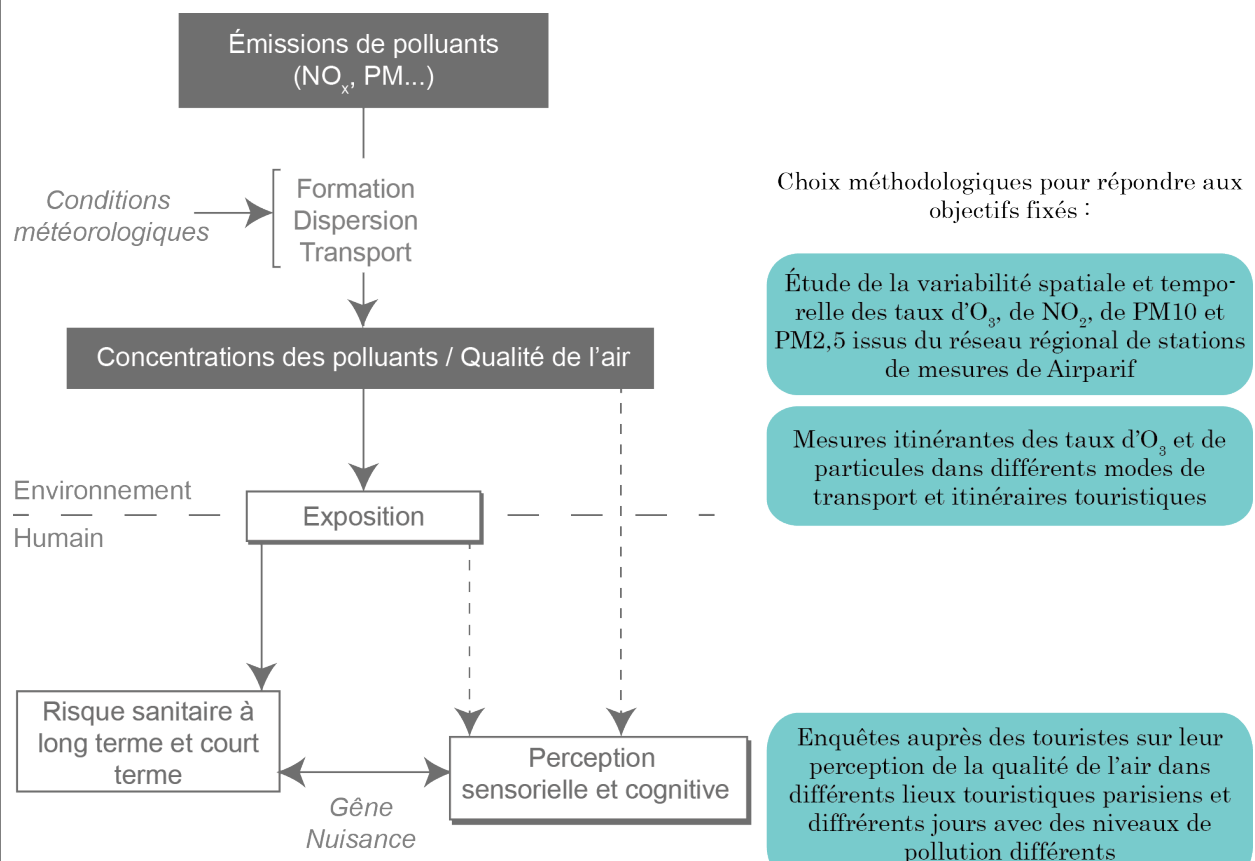 Émissions de polluants
(NOx, PM...)
Conditions
météorologiques
Formation
Dispersion
Transport
Concentrations des polluants / Qualité de l'air
Environnement
Humain
Exposition
Risque sanitaire à
long terme et court
terme
Gêne
Nuisance
Perception
sensorielle et cognitive
Choix méthodologiques pour répondre aux
objectifs fixés :
Étude de la variabilité spatiale et tempo-
relle des taux d'O3, de NO2, de PM10 et
PM2,5 issus du réseau régional de stations
de mesures de Airparif
Mesures itinérantes des taux d'O3 et de
particules dans différents modes de
transport et itinéraires touristiques
Enquêtes auprès des touristes sur leur
perception de la qualité de l'air dans
différents lieux touristiques parisiens et
diffrérents jours avec des niveaux de
pollution différents